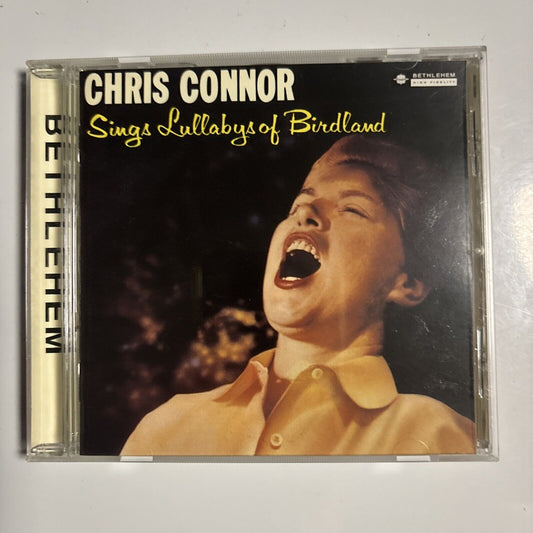 CHRIS CONNOR
Sings Lullabys of Birdland
BETHLEHEM
HIGH FIDELITY
BETHLEHEM